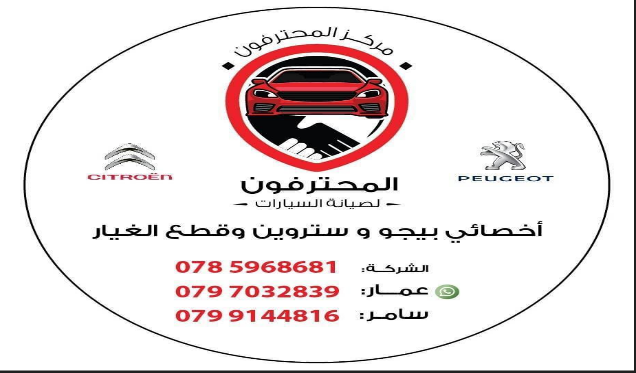 مركز المحترفون
CITROËN
PEUGEOT
المحترفون
لصيانة السيارات
أخصائي بيجو و ستروين وقطع الغيار
الشركة: 078 5968681
عمار: 079 7032839
سامر: 079 9144816